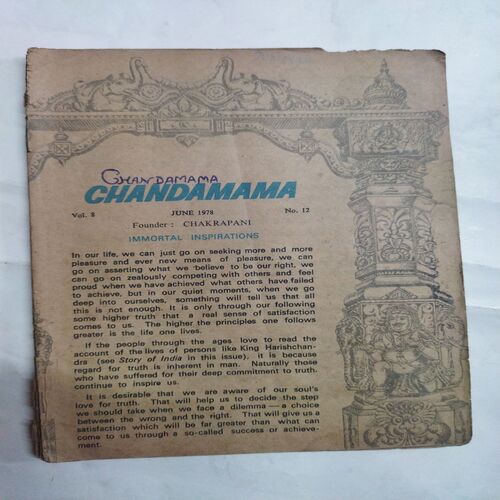 CHANDAMAMA
CHANDAMAMA
Vol. 8 JUNE 1978 No. 12
Founder : CHAKRAPANI
IMMORTAL INSPIRATIONS
In our life, we can just go on seeking more and more
pleasure and ever new means of pleasure, we can
go on asserting what we believe to be our right, we
can go on zealously competing with others and feel
proud when we have achieved what others have failed
to achieve, but in our quiet moments, when we go
deep into ourselves, something will tell us that all
this is not enough. It is only through our following
some higher truth that a real sense of satisfaction
comes to us. The higher the principles one follows
greater is the life one lives.
If the people through the ages love to read the
account of the lives of persons like King Harishchan-
dra (see Story of India in this issue), it is because
regard for truth is inherent in man. Naturally those
who have suffered for their deep commitment to truth.
continue to inspire us.
It is desirable that we are aware of our soul's
love for truth. That will help us to decide the step
we should take when we face a dilemma—a choice
between the wrong and the right. That will give us a
satisfaction which will be far greater than what can
come to us through a so-called success or achieve-
ment.